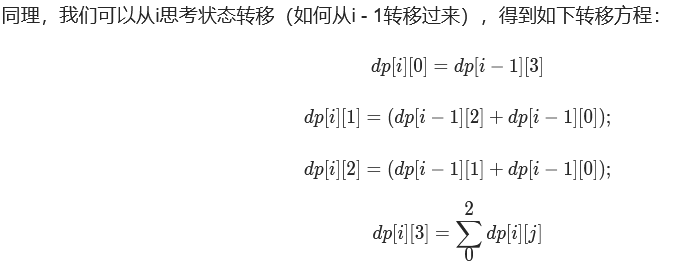 同理，我们可以从i思考状态转移（如何从i - 1转移过来），得到如下转移方程：
dp[i][0] = dp[i − 1][3]
dp[i][1] = (dp[i − 1][2] + dp[i − 1][0]);
dp[i][2] = (dp[i − 1][1] + dp[i − 1][0]);
2
dp[i][3] = ∑ dp[i][j]
0